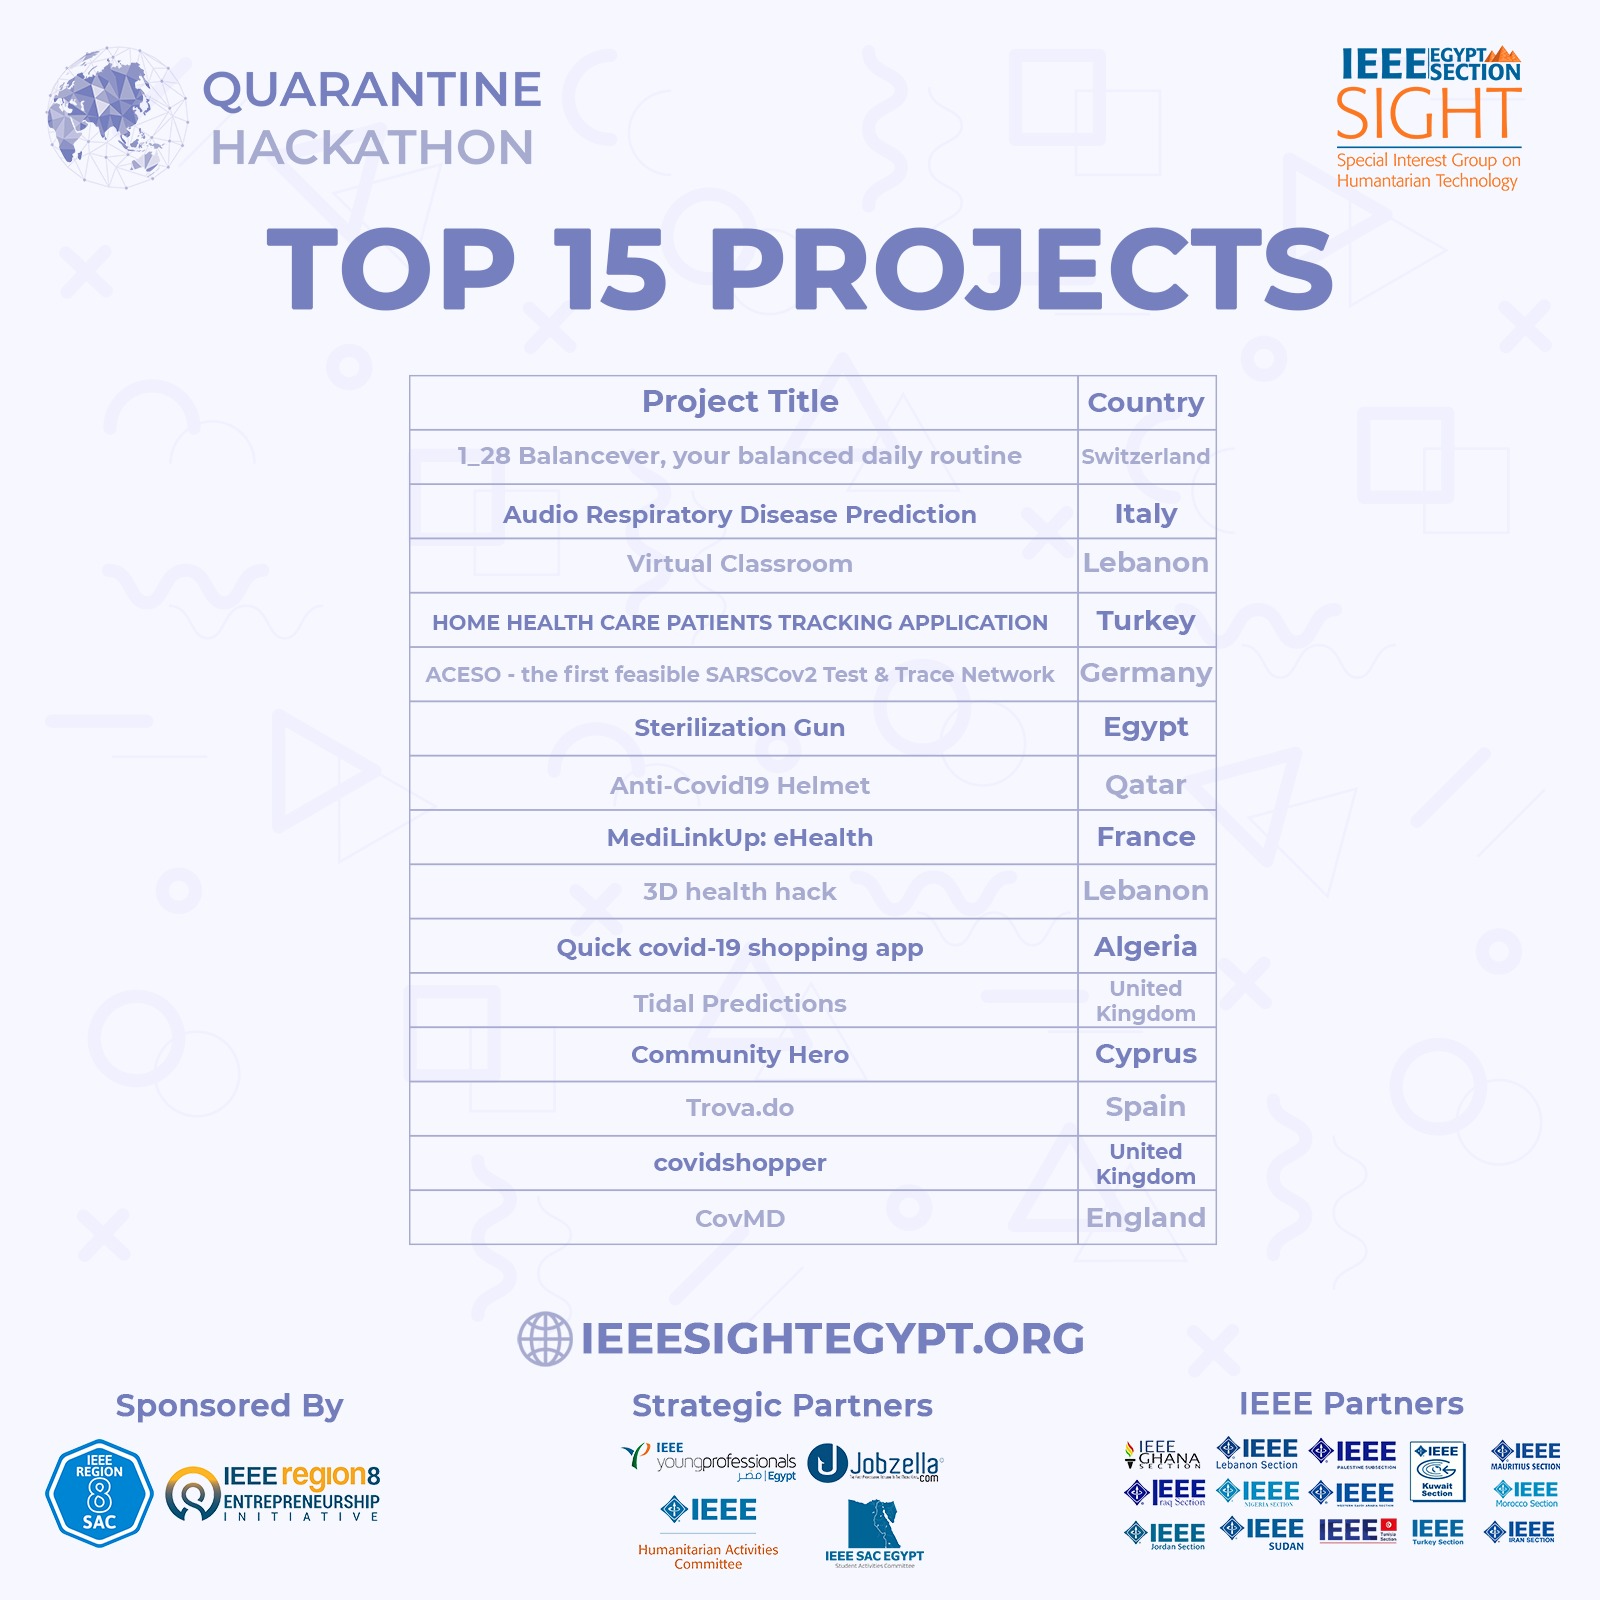 QUARANTINE
HACKATHON
IEEE EGYPT SECTION
SIGHT
Special Interest Group on
Humantarian Technology
TOP 15 PROJECTS
Project Title Country
1_28 Balancever, your balanced daily routine Switzerland
Audio Respiratory Disease Prediction Italy
Virtual Classroom Lebanon
HOME HEALTH CARE PATIENTS TRACKING APPLICATION Turkey
ACESO - the first feasible SARSCov2 Test & Trace Network Germany
Sterilization Gun Egypt
Anti-Covid19 Helmet Qatar
MediLinkUp: eHealth France
3D health hack Lebanon
Quick covid-19 shopping app Algeria
Tidal Predictions United Kingdom
Community Hero Cyprus
Trova.do Spain
covidshopper United Kingdom
CovMD England
IEEESIGHTEGYPT.ORG
Sponsored By
IEEE
REGION
8
SAC
IEEE region8
ENTREPRENEURSHIP
INITIATIVE
Strategic Partners
IEEE
youngprofessionals
مصر | Egypt
Jobzella
.com
IEEE
Humanitarian Activities
Committee
IEEE SAC EGYPT
Student Activities Committee
IEEE Partners
IEEE
GHANA
SECTION
IEEE
Lebanon Section
IEEE
PALESTINE SUBSECTION
IEEE
Kuwait
Section
IEEE
MAURITIUS SECTION
IEEE
Iraq Section
IEEE
NIGERIA SECTION
IEEE
IEEE
Morocco Section
IEEE
Jordan Section
IEEE
SUDAN
IEEE
Tunisia
Section
IEEE
Turkey Section
IEEE
IRAN SECTION